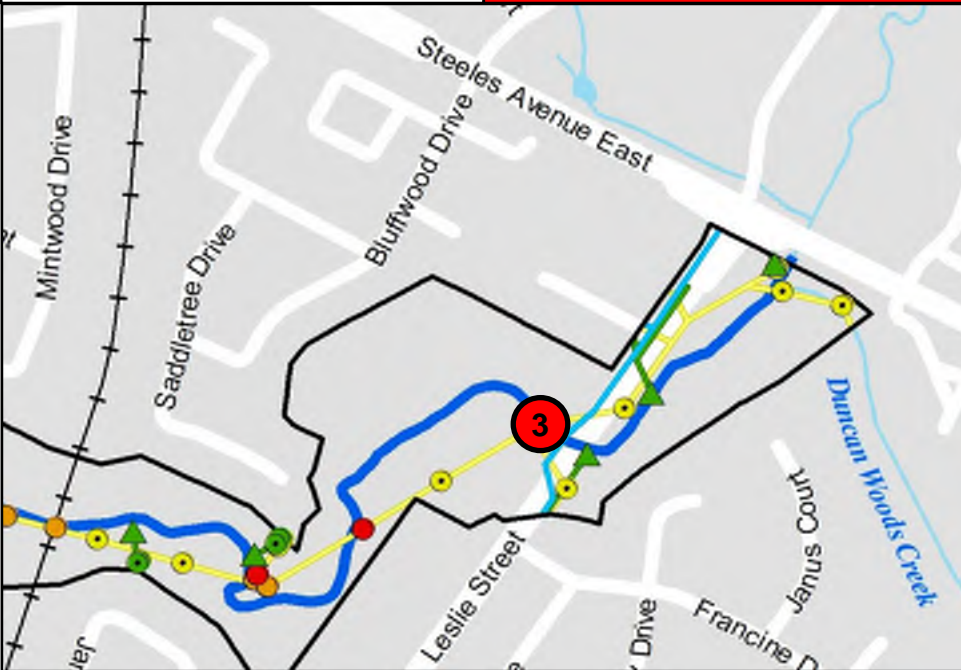 Steeles Avenue East
Mintwood Drive
Bluffwood Drive
Saddletree Drive
3
Duncan Woods Creek
Janus Court
Leslie Street
Drive
Francine D